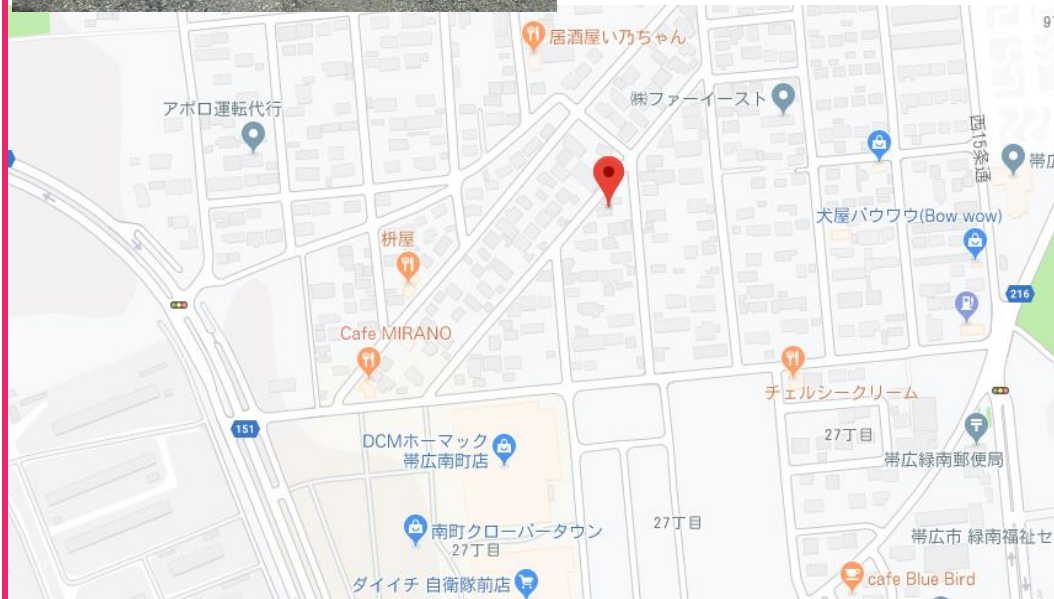 居酒屋い乃ちゃん
アポロ運転代行
㈱ファーイースト
西15条通
犬屋バウワウ(Bow wow)
枡屋
216
Cafe MIRANO
チェルシークリーム
151
DCMホーマック
帯広南町店
27丁目
帯広緑南郵便局
南町クローバータウン
27丁目
27丁目
帯広市 緑南福祉セ
ダイイチ 自衛隊前店
cafe Blue Bird